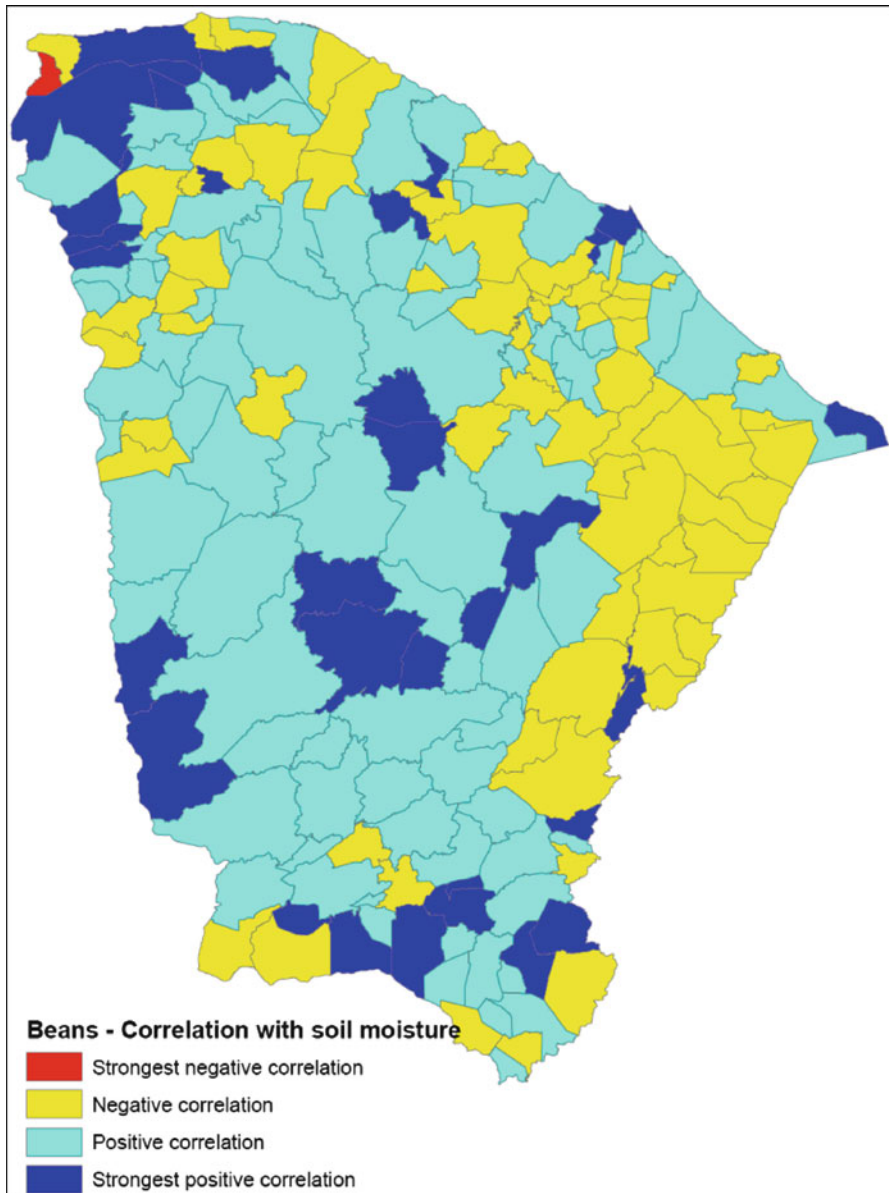 Beans - Correlation with soil moisture
Strongest negative correlation
Negative correlation
Positive correlation
Strongest positive correlation